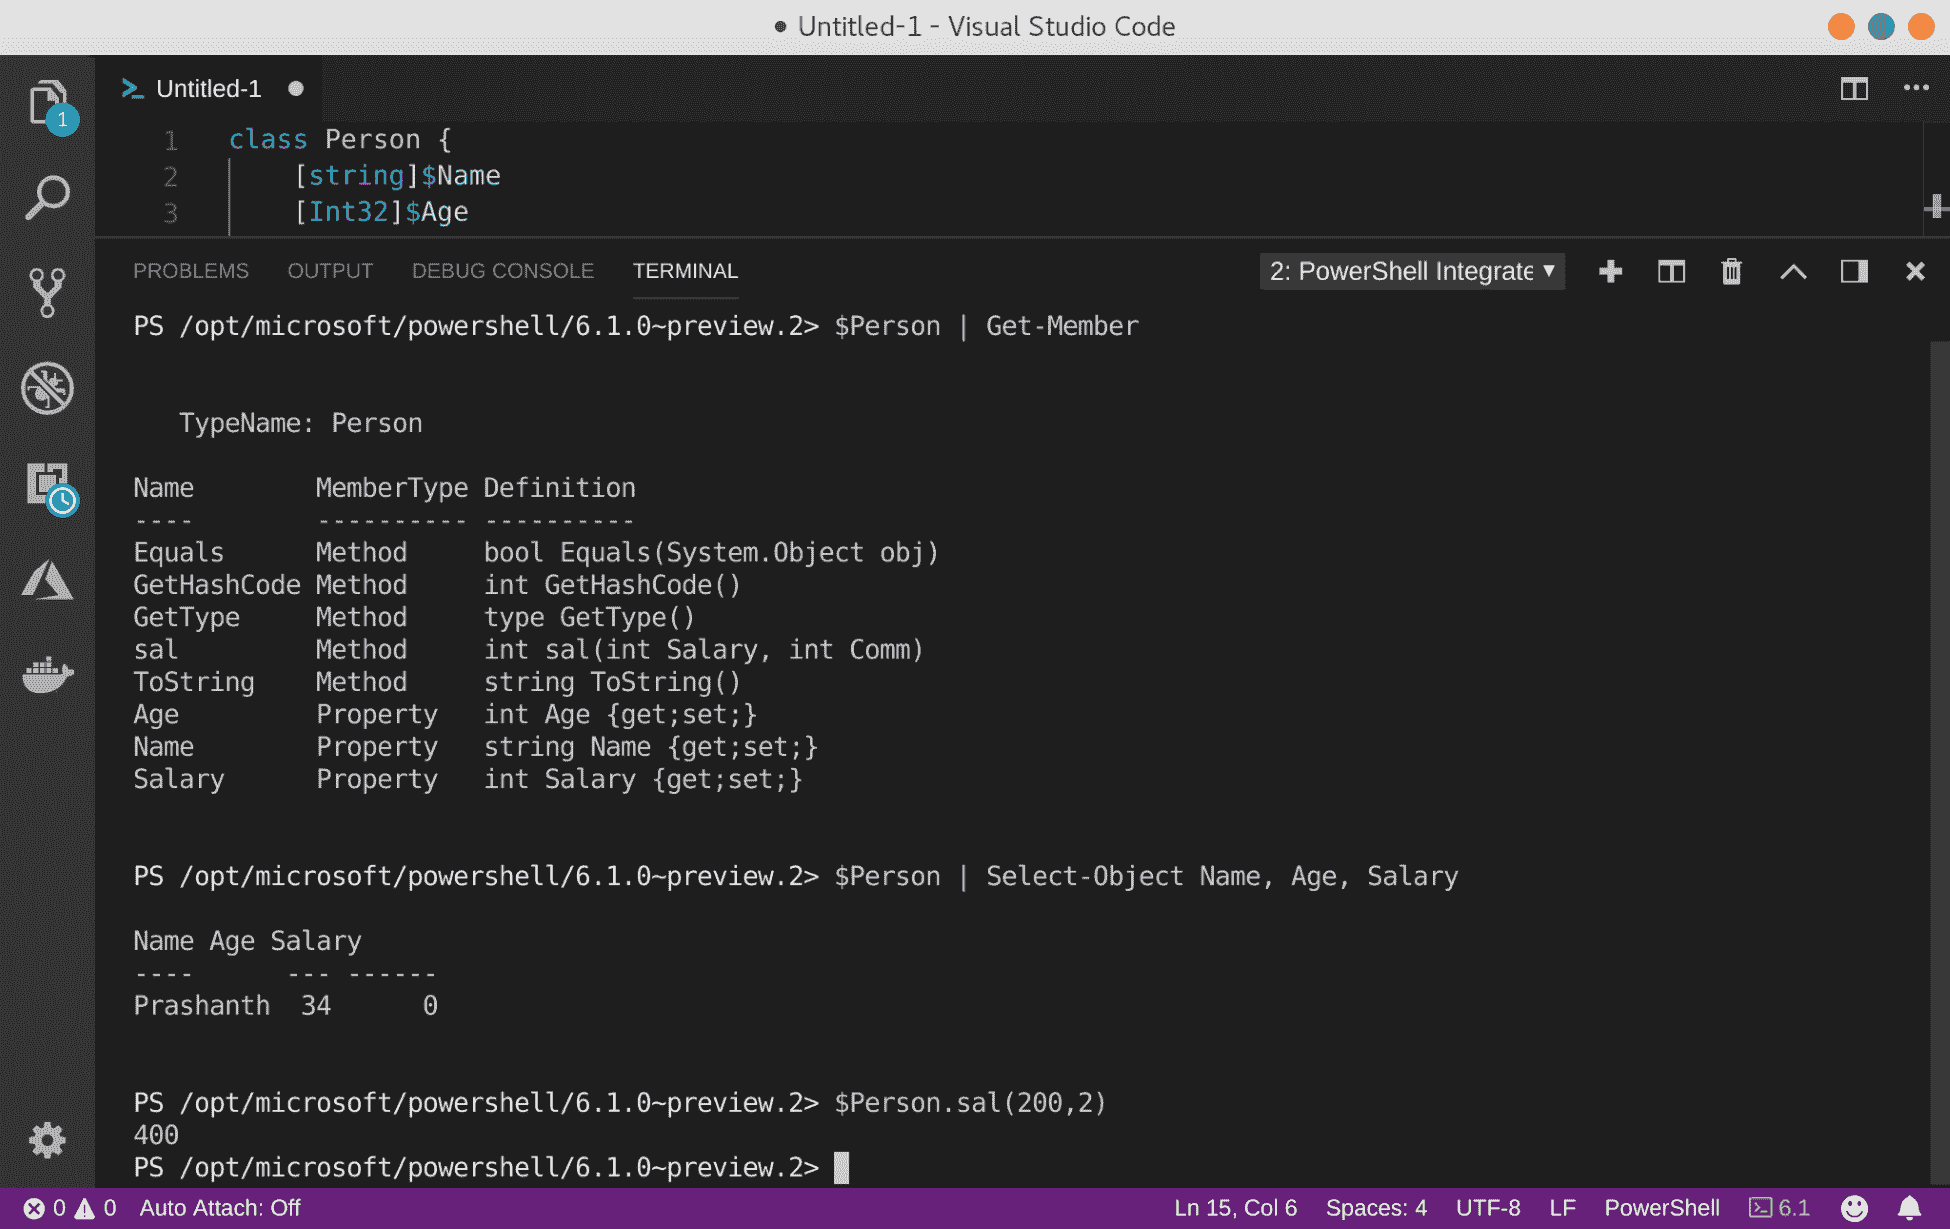 ● Untitled-1 - Visual Studio Code
Untitled-1
1
1 class Person {
2 [string]$Name
3 [Int32]$Age
PROBLEMS OUTPUT DEBUG CONSOLE TERMINAL 2: PowerShell Integrate
PS /opt/microsoft/powershell/6.1.0~preview.2> $Person | Get-Member
TypeName: Person
Name MemberType Definition
---- ---------- ----------
Equals Method bool Equals(System.Object obj)
GetHashCode Method int GetHashCode()
GetType Method type GetType()
sal Method int sal(int Salary, int Comm)
ToString Method string ToString()
Age Property int Age {get;set;}
Name Property string Name {get;set;}
Salary Property int Salary {get;set;}
PS /opt/microsoft/powershell/6.1.0~preview.2> $Person | Select-Object Name, Age, Salary
Name Age Salary
---- --- ------
Prashanth 34 0
PS /opt/microsoft/powershell/6.1.0~preview.2> $Person.sal(200,2)
400
PS /opt/microsoft/powershell/6.1.0~preview.2>
0 0 Auto Attach: Off Ln 15, Col 6 Spaces: 4 UTF-8 LF PowerShell 6.1